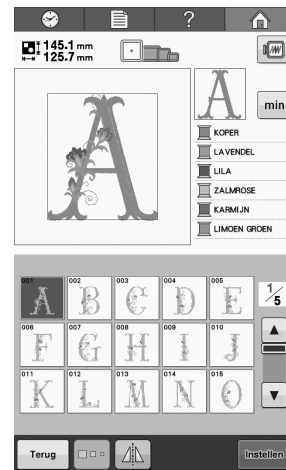 ?
145.1 mm
125.7 mm
A
A
min
KOPER
LAVENDEL
LILA
ZALMROSE
KARMIJN
LIMOEN GROEN
001 002 003 004 005
A B C D E
1/5
006 007 008 009 010
F G H I J
011 012 013 014 015
K L M N O
Terug
Instellen